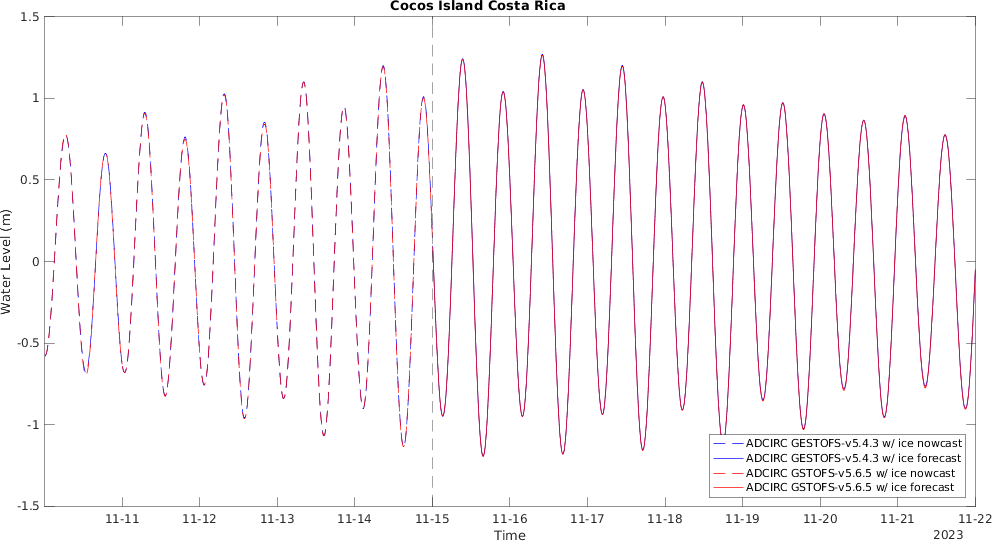 Cocos Island Costa Rica
1.5
1
0.5
0
-0.5
-1
-1.5
Water Level (m)
ADCIRC GESTOFS-v5.4.3 w/ ice nowcast
ADCIRC GESTOFS-v5.4.3 w/ ice forecast
ADCIRC GSTOFS-v5.6.5 w/ ice nowcast
ADCIRC GSTOFS-v5.6.5 w/ ice forecast
11-11 11-12 11-13 11-14 11-15 11-16 11-17 11-18 11-19 11-20 11-21 11-22
Time
2023